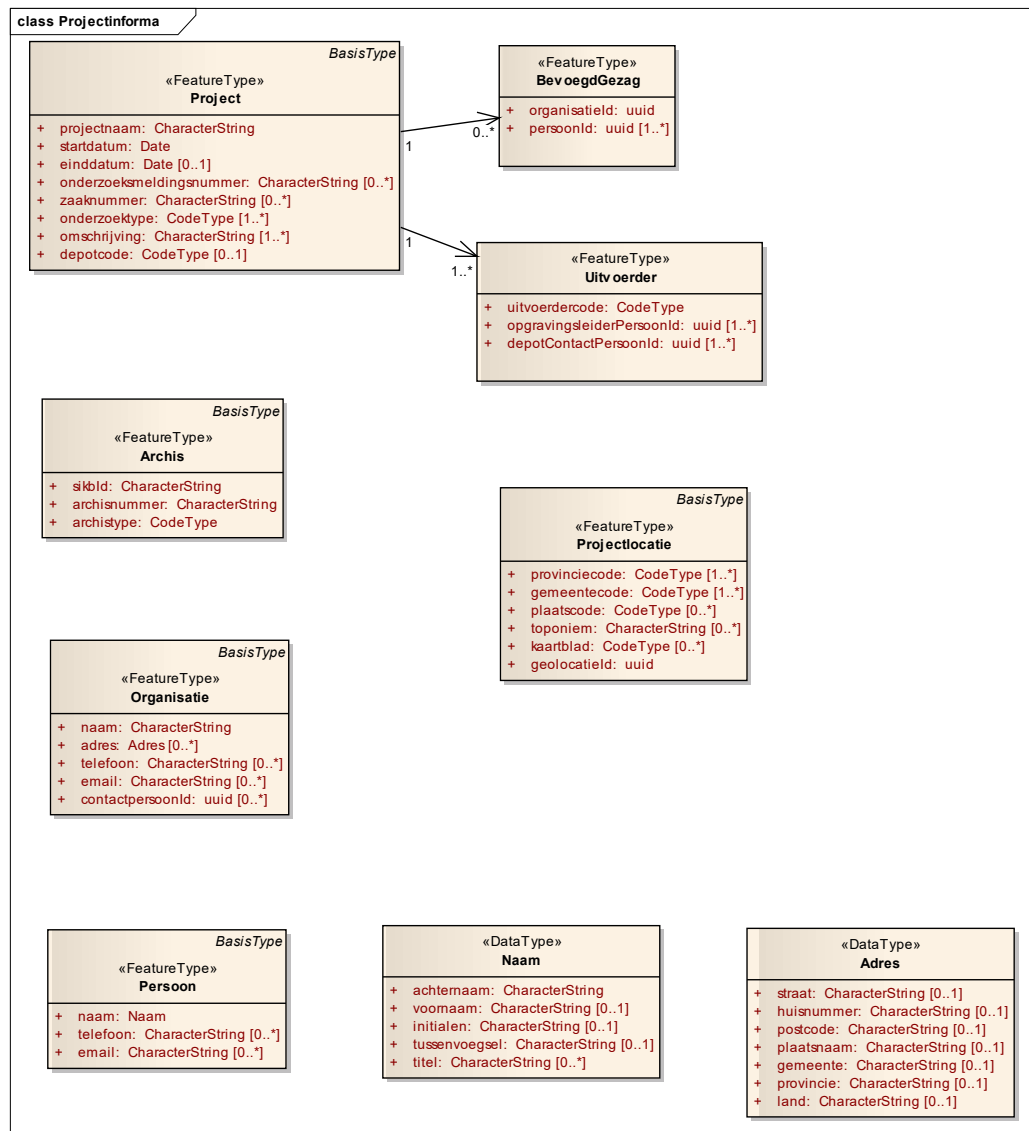 class Projectinforma
BasisType
«FeatureType»
Project
+ projectnaam: CharacterString
+ startdatum: Date
+ einddatum: Date [0..1]
+ onderzoeksmeldingsnummer: CharacterString [0..*]
+ zaaknummer: CharacterString [0..*]
+ onderzoektype: CodeType [1..*]
+ omschrijving: CharacterString [1..*]
+ depotcode: CodeType [0..1]
«FeatureType»
BevoegdGezag
+ organisatieId: uuid
+ persoonId: uuid [1..*]
1
0..*
1
1..*
«FeatureType»
Uitvoerder
+ uitvoerdercode: CodeType
+ opgravingsleiderPersoonId: uuid [1..*]
+ depotContactPersoonId: uuid [1..*]
BasisType
«FeatureType»
Archis
+ sikbId: CharacterString
+ archisnummer: CharacterString
+ archistype: CodeType
BasisType
«FeatureType»
Projectlocatie
+ provinciecode: CodeType [1..*]
+ gemeentecode: CodeType [1..*]
+ plaatscode: CodeType [0..*]
+ toponiem: CharacterString [0..*]
+ kaartblad: CodeType [0..*]
+ geolocatieId: uuid
BasisType
«FeatureType»
Organisatie
+ naam: CharacterString
+ adres: Adres [0..*]
+ telefoon: CharacterString [0..*]
+ email: CharacterString [0..*]
+ contactpersoonId: uuid [0..*]
BasisType
«FeatureType»
Persoon
+ naam: Naam
+ telefoon: CharacterString [0..*]
+ email: CharacterString [0..*]
«DataType»
Naam
+ achternaam: CharacterString
+ voornaam: CharacterString [0..1]
+ initialen: CharacterString [0..1]
+ tussenvoegsel: CharacterString [0..1]
+ titel: CharacterString [0..*]
«DataType»
Adres
+ straat: CharacterString [0..1]
+ huisnummer: CharacterString [0..1]
+ postcode: CharacterString [0..1]
+ plaatsnaam: CharacterString [0..1]
+ gemeente: CharacterString [0..1]
+ provincie: CharacterString [0..1]
+ land: CharacterString [0..1]